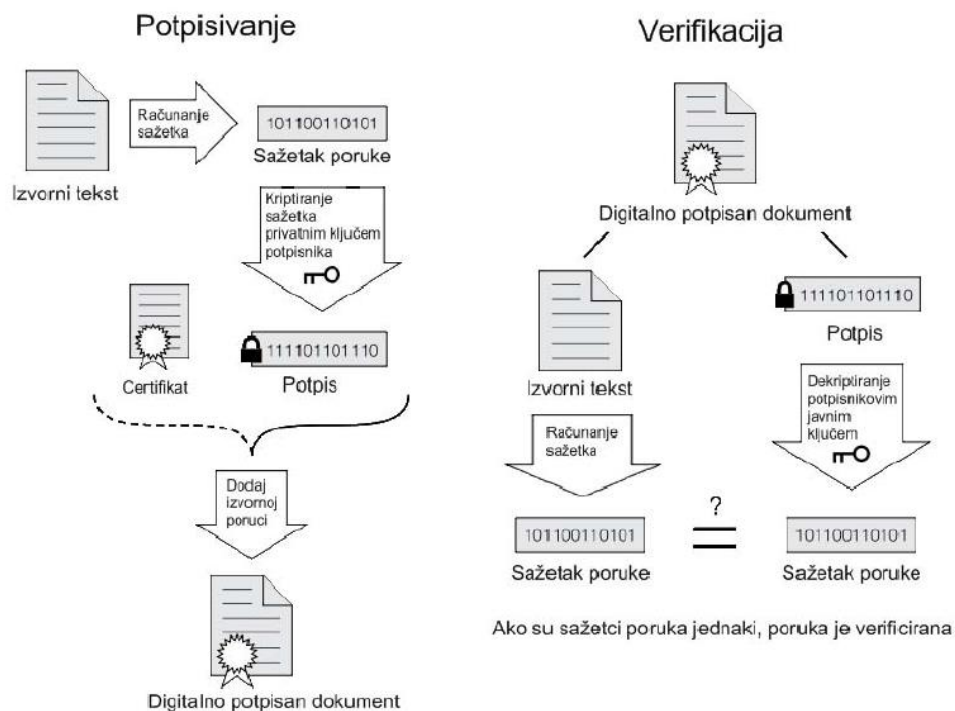 Potpisivanje
Izvorni tekst
Računanje
sažetka
101100110101
Sažetak poruke
Kriptiranje
sažetka
privatnim ključem
potpisnika
Certifikat
111101101110
Potpis
Dodaj
izvornoj
poruci
Digitalno potpisan dokument
Verifikacija
Digitalno potpisan dokument
Izvorni tekst
111101101110
Potpis
Računanje
sažetka
Dekriptiranje
potpisnikovim
javnim
ključem
101100110101
Sažetak poruke
?
101100110101
Sažetak poruke
Ako su sažetci poruka jednaki, poruka je verificirana